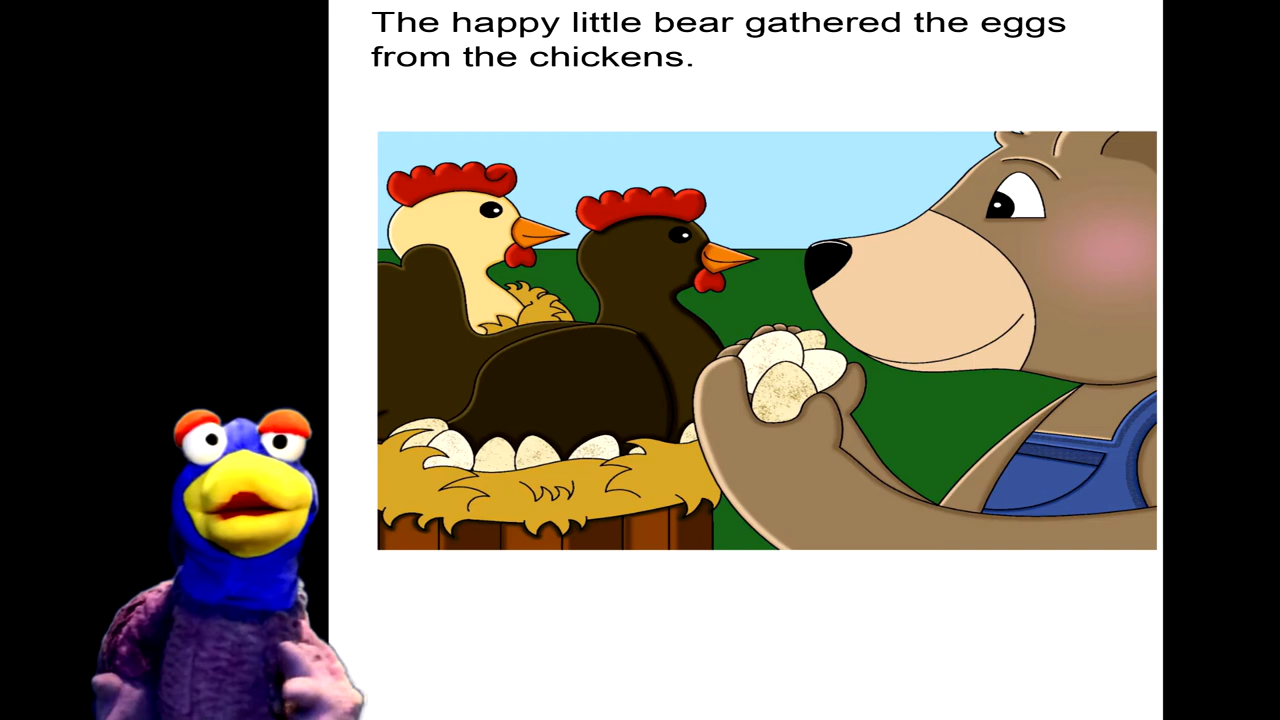 The happy little bear gathered the eggs
from the chickens.